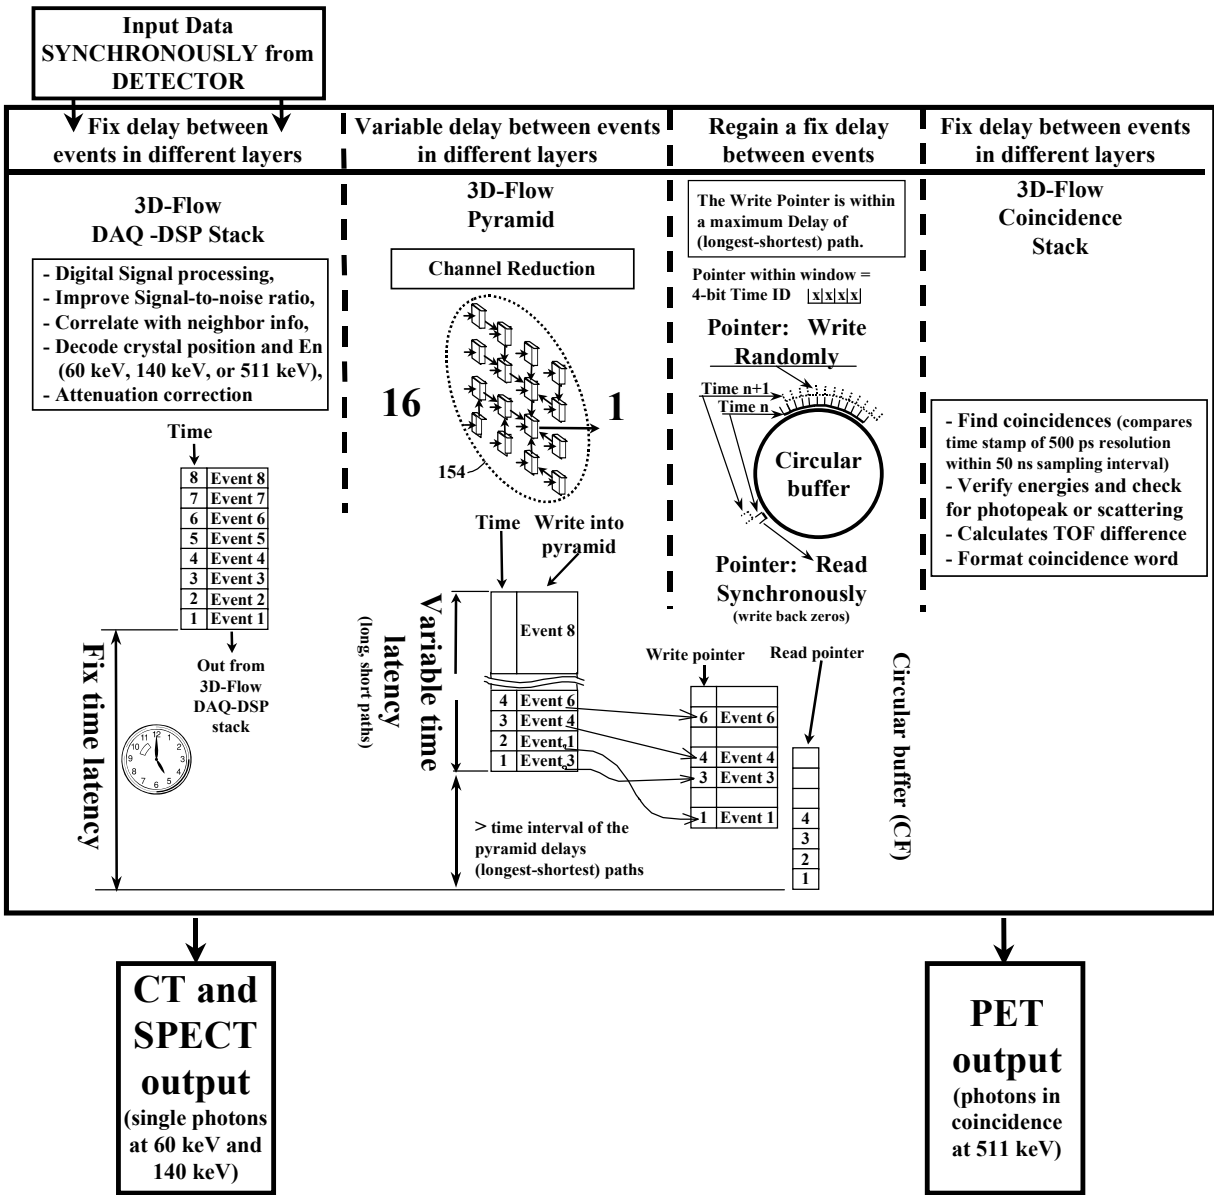 Input Data
SYNCHRONOUSLY from
DETECTOR
Fix delay between
events in different layers
Variable delay between events
in different layers
Regain a fix delay
between events
Fix delay between events
in different layers
3D-Flow
DAQ -DSP Stack
- Digital Signal processing,
- Improve Signal-to-noise ratio,
- Correlate with neighbor info,
- Decode crystal position and En
(60 keV, 140 keV, or 511 keV),
- Attenuation correction
Time
8 Event 8
7 Event 7
6 Event 6
5 Event 5
4 Event 4
3 Event 3
2 Event 2
1 Event 1
Out from
3D-Flow
DAQ-DSP
stack
Fix time latency
12
1
2
3
4
5
6
7
8
9
10
11
3D-Flow
Pyramid
Channel Reduction
16
1
154
Time
Write into
pyramid
Event 8
4 Event 6
3 Event 4
2 Event 1
1 Event 3
Variable time
latency
(long, short paths)
> time interval of the
pyramid delays
(longest-shortest) paths
The Write Pointer is within
a maximum Delay of
(longest-shortest) path.
Pointer within window =
4-bit Time ID |x|x|x|x|
Pointer: Write
Randomly
Time n+1
Time n
Circular
buffer
Pointer: Read
Synchronously
(write back zeros)
Write pointer
Read pointer
6 Event 6
4 Event 4
3 Event 3
1 Event 1
4
3
2
1
Circular buffer (CF)
3D-Flow
Coincidence
Stack
- Find coincidences (compares
time stamp of 500 ps resolution
within 50 ns sampling interval)
- Verify energies and check
for photopeak or scattering
- Calculates TOF difference
- Format coincidence word
CT and
SPECT
output
(single photons
at 60 keV and
140 keV)
PET
output
(photons in
coincidence
at 511 keV)